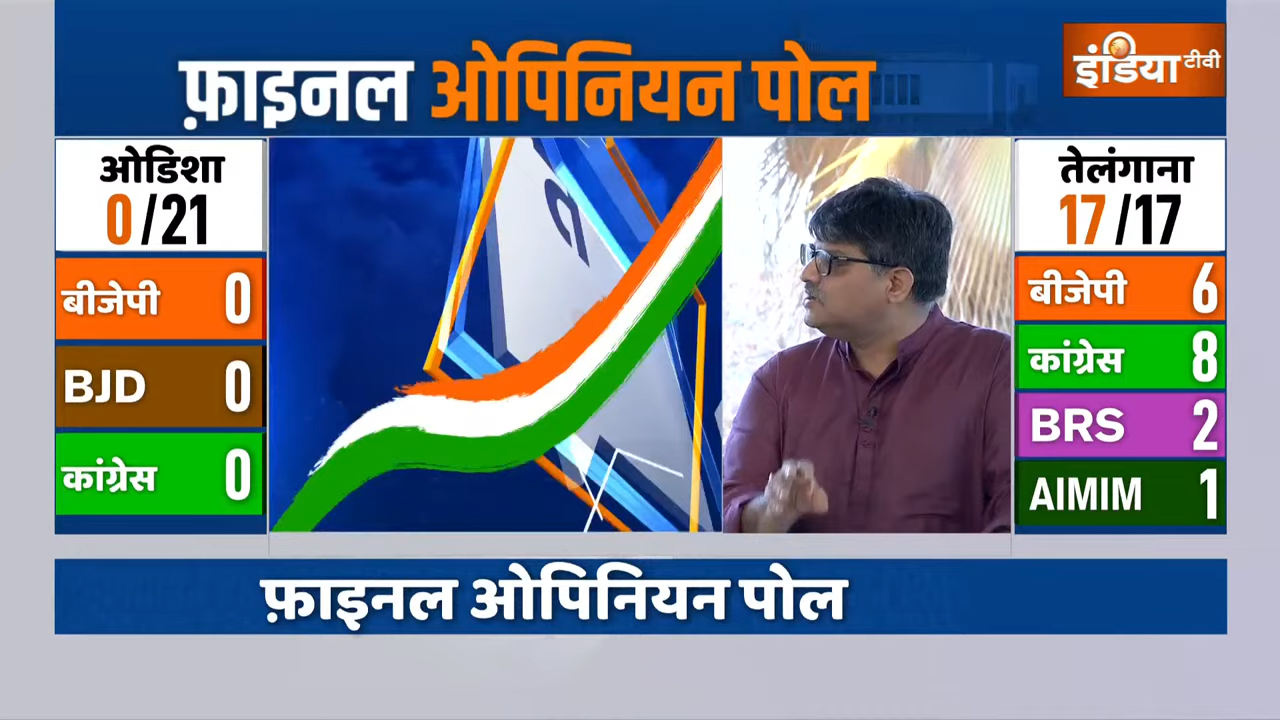 फ़ाइनल ओपिनियन पोल
इंडिया टीवी
ओडिशा
0/21
बीजेपी 0
BJD 0
कांग्रेस 0
तेलंगाना
17/17
बीजेपी 6
कांग्रेस 8
BRS 2
AIMIM 1
फ़ाइनल ओपिनियन पोल